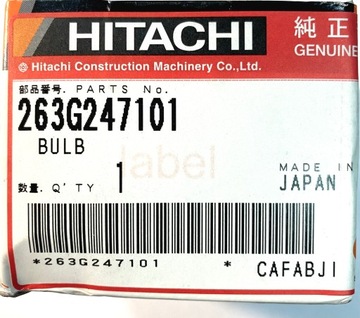 HITACHI
純正
GENUINE
© Hitachi Construction Machinery Co., Ltd.
部品番号. PARTS No.
263G247101
BULB
label
数量. Q'TY 1
MADE IN
JAPAN
*263G247101 * CAFABJI